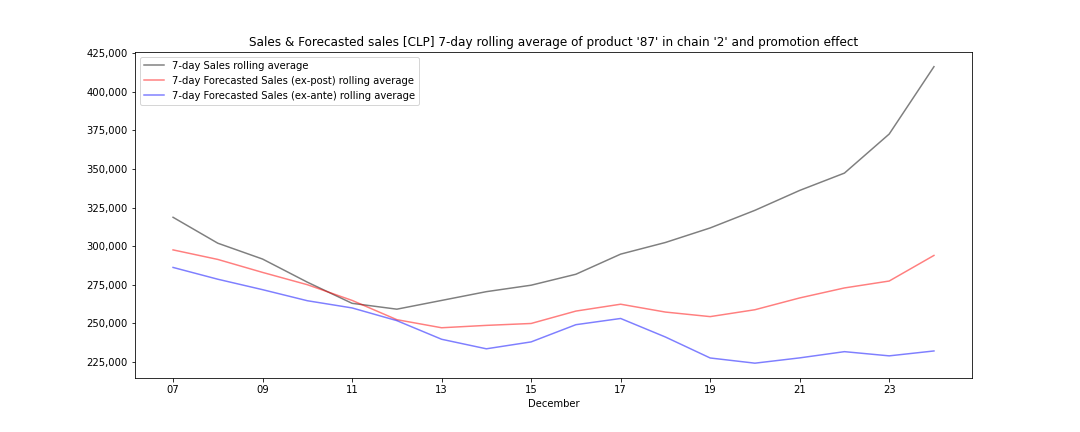 Sales & Forecasted sales [CLP] 7-day rolling average of product '87' in chain '2' and promotion effect
425,000
400,000
375,000
350,000
325,000
300,000
275,000
250,000
225,000
7-day Sales rolling average
7-day Forecasted Sales (ex-post) rolling average
7-day Forecasted Sales (ex-ante) rolling average
07 09 11 13 15 17 19 21 23
December